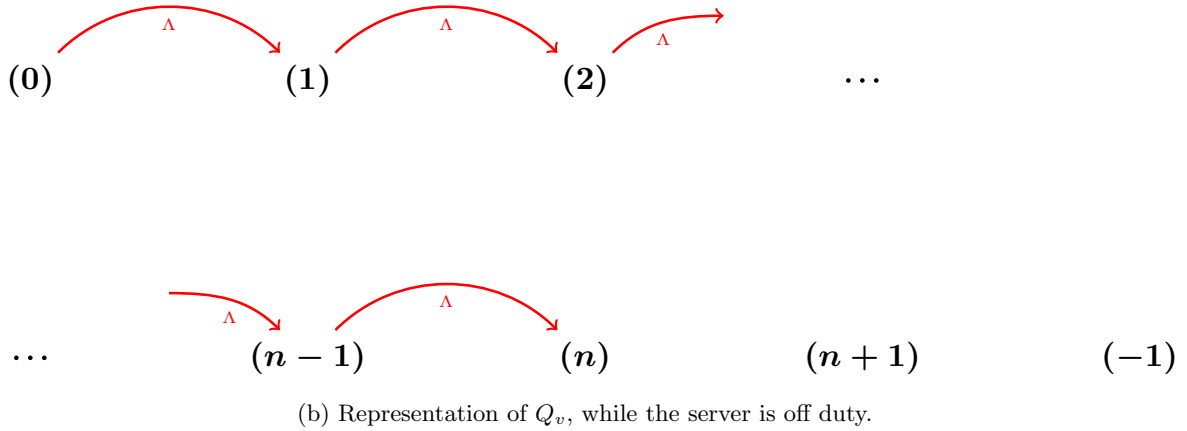 Λ Λ Λ
(0) (1) (2) ⋯
Λ Λ
⋯ (n − 1) (n) (n + 1) (−1)
(b) Representation of Q_v, while the server is off duty.